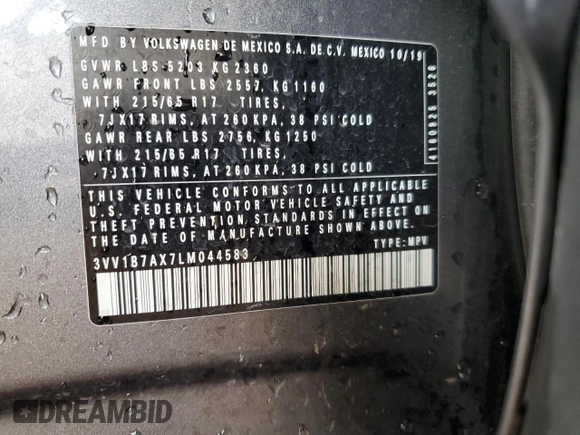 MFD BY VOLKSWAGEN DE MEXICO S.A. DE C.V. MEXICO 10/19
GVWR LBS 5203 KG 2360
GAWR FRONT LBS 2557, KG 1160
WITH 215/65 R17 TIRES,
7JX17 RIMS, AT 260 KPA, 38 PSI COLD
GAWR REAR LBS 2756, KG 1250
WITH 215/65 R17 TIRES,
7JX17 RIMS, AT 260 KPA, 38 PSI COLD
THIS VEHICLE CONFORMS TO ALL APPLICABLE
U.S. FEDERAL MOTOR VEHICLE SAFETY AND
THEFT PREVENTION STANDARDS IN EFFECT ON
THE DATE OF MANUFACTURE SHOWN ABOVE
3VV1B7AX7LM044583 TYPE: MPV
4160825 3520
DREAMBID